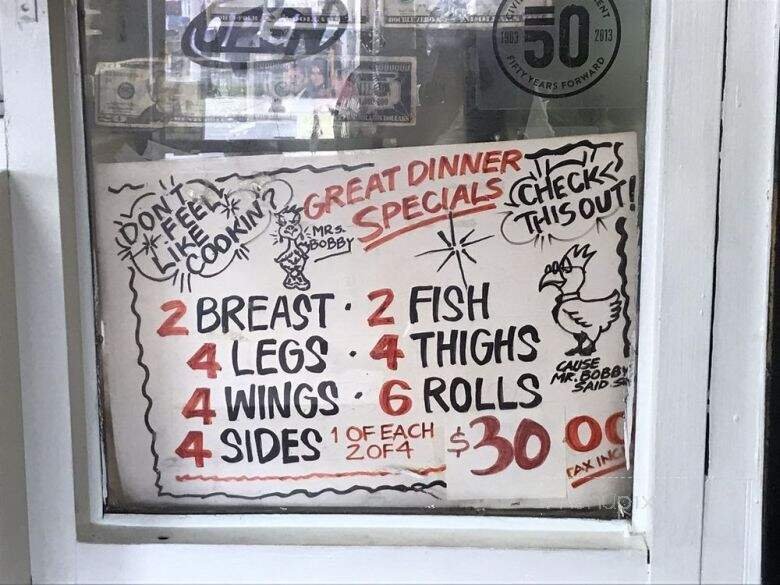 OPEN
1963 50 2013
FIFTY YEARS FORWARD
DON'T
FEEL
LIKE
COOKIN'?
MRS.
BOBBY
GREAT DINNER
SPECIALS
CHECK
THIS OUT!
2 BREAST · 2 FISH
4 LEGS · 4 THIGHS
4 WINGS · 6 ROLLS
4 SIDES 1 OF EACH
2 OF 4
$30 00
TAX INC
CAUSE
MR. BOBBY
SAID SO